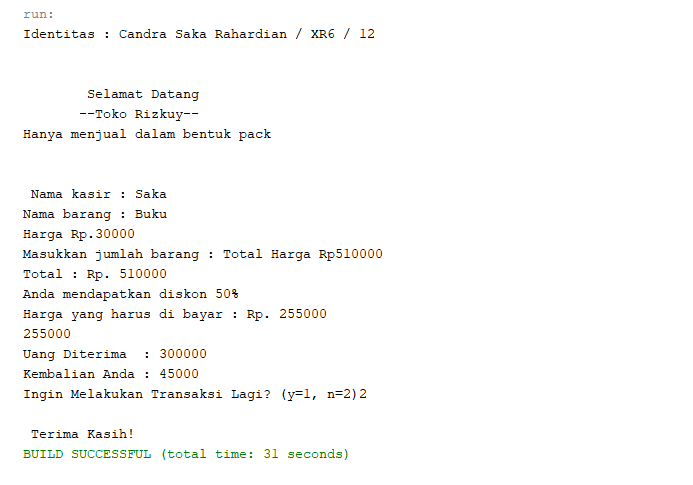 run:
Identitas : Candra Saka Rahardian / XR6 / 12
Selamat Datang
--Toko Rizkuy--
Hanya menjual dalam bentuk pack
Nama kasir : Saka
Nama barang : Buku
Harga Rp.30000
Masukkan jumlah barang : Total Harga Rp510000
Total : Rp. 510000
Anda mendapatkan diskon 50%
Harga yang harus di bayar : Rp. 255000
255000
Uang Diterima  : 300000
Kembalian Anda : 45000
Ingin Melakukan Transaksi Lagi? (y=1, n=2)2
Terima Kasih!
BUILD SUCCESSFUL (total time: 31 seconds)